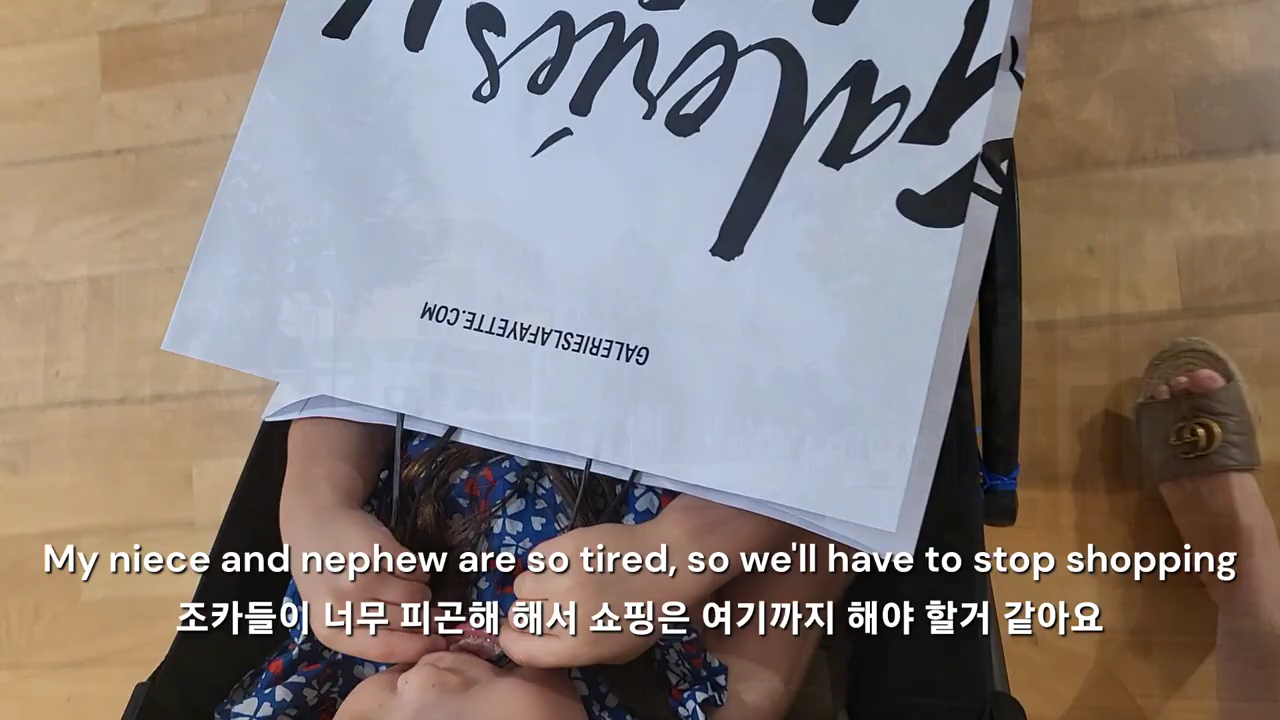 Galeries
GALERIESLAFAYETTE.COM
My niece and nephew are so tired, so we'll have to stop shopping
조카들이 너무 피곤해 해서 쇼핑은 여기까지 해야 할거 같아요